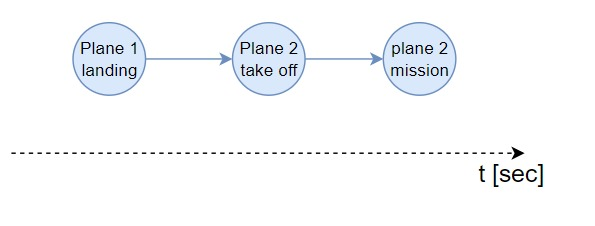 Plane 1
landing
Plane 2
take off
plane 2
mission
t [sec]